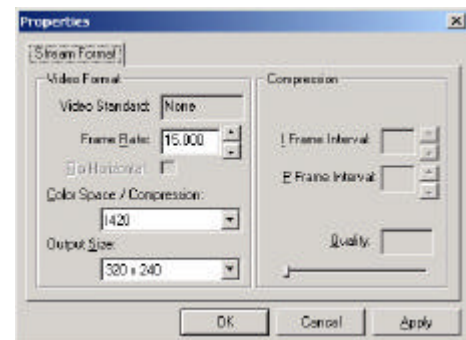 Properties
Stream Format
Video Format
Video Standard: None
Frame Rate: 15.000
Flip Horizontal:
Color Space / Compression:
I420
Output Size:
320 x 240
Compression
I Frame Interval:
P Frame Interval:
Quality:
OK
Cancel
Apply